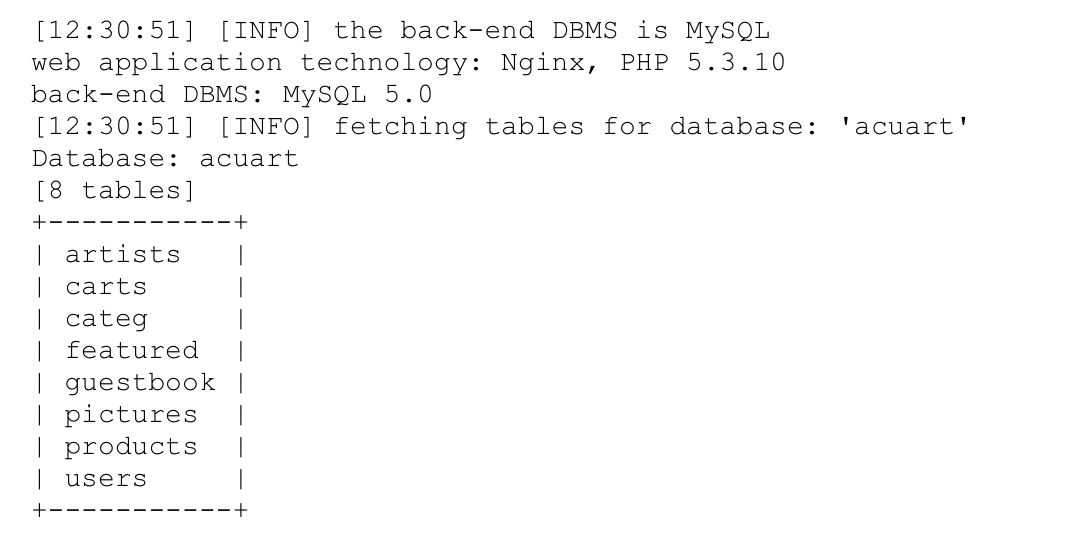 [12:30:51] [INFO] the back-end DBMS is MySQL
web application technology: Nginx, PHP 5.3.10
back-end DBMS: MySQL 5.0
[12:30:51] [INFO] fetching tables for database: 'acuart'
Database: acuart
[8 tables]
+-----------+
| artists   |
| carts     |
| categ     |
| featured  |
| guestbook |
| pictures  |
| products  |
| users     |
+-----------+